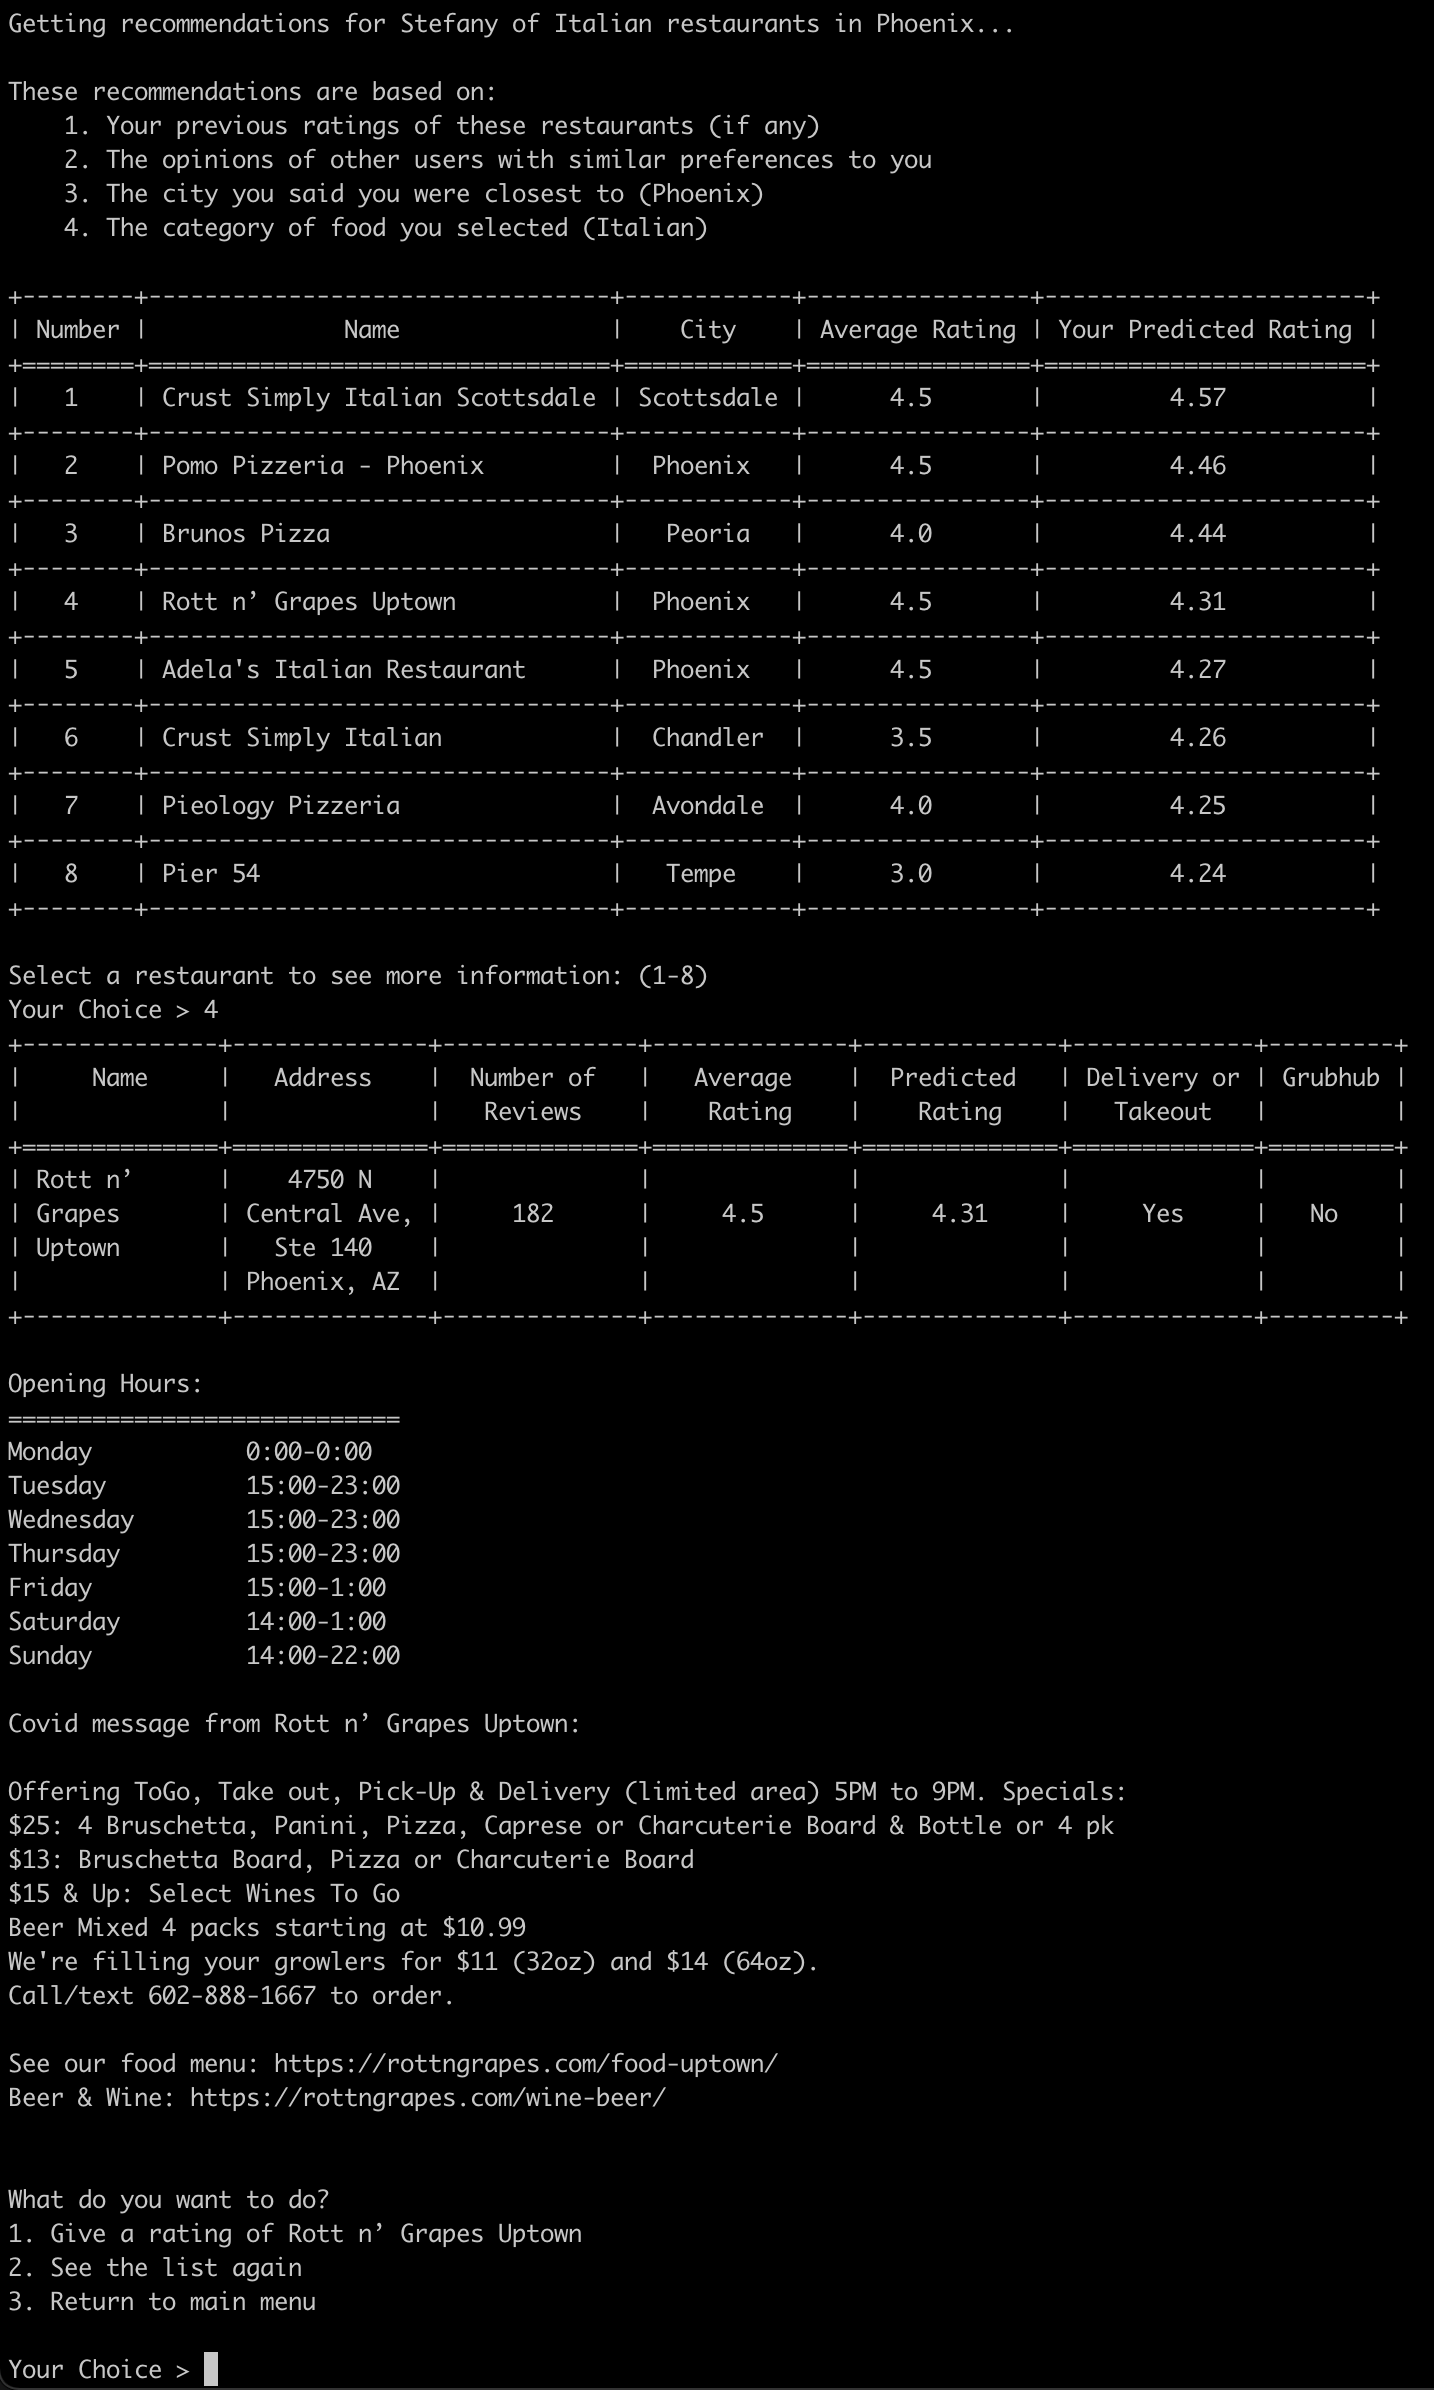 Getting recommendations for Stefany of Italian restaurants in Phoenix...

These recommendations are based on:
    1. Your previous ratings of these restaurants (if any)
    2. The opinions of other users with similar preferences to you
    3. The city you said you were closest to (Phoenix)
    4. The category of food you selected (Italian)

+--------+---------------------------------+------------+----------------+-----------------------+
| Number |              Name               |    City    | Average Rating | Your Predicted Rating |
+========+=================================+============+================+=======================+
|   1    | Crust Simply Italian Scottsdale | Scottsdale |      4.5       |         4.57          |
+--------+---------------------------------+------------+----------------+-----------------------+
|   2    | Pomo Pizzeria - Phoenix         |  Phoenix   |      4.5       |         4.46          |
+--------+---------------------------------+------------+----------------+-----------------------+
|   3    | Brunos Pizza                    |   Peoria   |      4.0       |         4.44          |
+--------+---------------------------------+------------+----------------+-----------------------+
|   4    | Rott n’ Grapes Uptown           |  Phoenix   |      4.5       |         4.31          |
+--------+---------------------------------+------------+----------------+-----------------------+
|   5    | Adela's Italian Restaurant      |  Phoenix   |      4.5       |         4.27          |
+--------+---------------------------------+------------+----------------+-----------------------+
|   6    | Crust Simply Italian            |  Chandler  |      3.5       |         4.26          |
+--------+---------------------------------+------------+----------------+-----------------------+
|   7    | Pieology Pizzeria               |  Avondale  |      4.0       |         4.25          |
+--------+---------------------------------+------------+----------------+-----------------------+
|   8    | Pier 54                         |   Tempe    |      3.0       |         4.24          |
+--------+---------------------------------+------------+----------------+-----------------------+

Select a restaurant to see more information: (1-8)
Your Choice > 4
+--------------+--------------+--------------+--------------+--------------+-------------+---------+
|     Name     |   Address    |  Number of   |   Average    |  Predicted   | Delivery or | Grubhub |
|              |              |   Reviews    |    Rating    |    Rating    |   Takeout   |         |
+==============+==============+==============+==============+==============+=============+=========+
| Rott n’      |    4750 N    |              |              |              |             |         |
| Grapes       | Central Ave, |     182      |     4.5      |     4.31     |     Yes     |   No    |
| Uptown       |   Ste 140    |              |              |              |             |         |
|              | Phoenix, AZ  |              |              |              |             |         |
+--------------+--------------+--------------+--------------+--------------+-------------+---------+

Opening Hours:
============================
Monday           0:00-0:00
Tuesday          15:00-23:00
Wednesday        15:00-23:00
Thursday         15:00-23:00
Friday           15:00-1:00
Saturday         14:00-1:00
Sunday           14:00-22:00

Covid message from Rott n’ Grapes Uptown:

Offering ToGo, Take out, Pick-Up & Delivery (limited area) 5PM to 9PM. Specials:
$25: 4 Bruschetta, Panini, Pizza, Caprese or Charcuterie Board & Bottle or 4 pk
$13: Bruschetta Board, Pizza or Charcuterie Board
$15 & Up: Select Wines To Go
Beer Mixed 4 packs starting at $10.99
We're filling your growlers for $11 (32oz) and $14 (64oz).
Call/text 602-888-1667 to order.

See our food menu: https://rottngrapes.com/food-uptown/
Beer & Wine: https://rottngrapes.com/wine-beer/

What do you want to do?
1. Give a rating of Rott n’ Grapes Uptown
2. See the list again
3. Return to main menu

Your Choice >